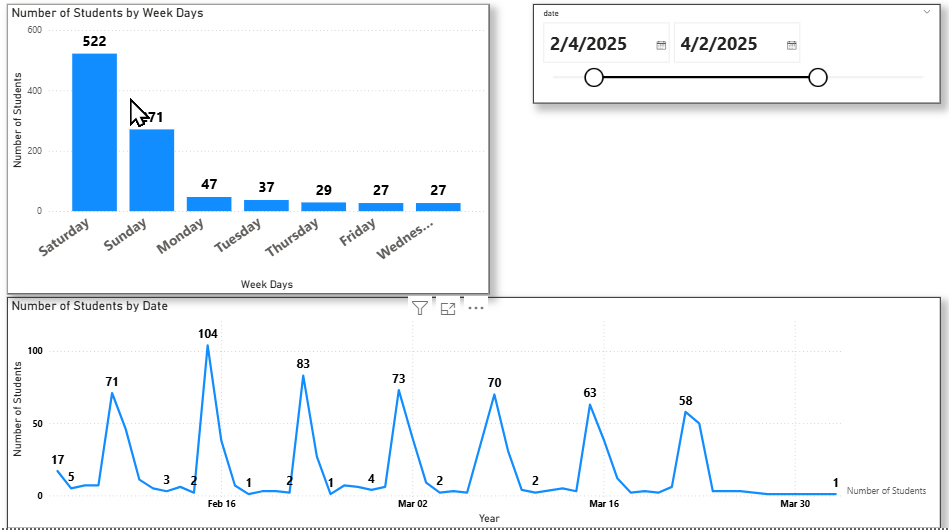 Number of Students by Week Days
Number of Students
600
400
200
0
522
71
47
37
29
27
27
Saturday
Sunday
Monday
Tuesday
Thursday
Friday
Wednes...
Week Days
date
2/4/2025
4/2/2025
Number of Students by Date
Number of Students
100
50
0
17
5
71
3
2
104
1
2
83
1
4
73
2
70
2
63
58
1
Number of Students
Feb 16
Mar 02
Mar 16
Mar 30
Year